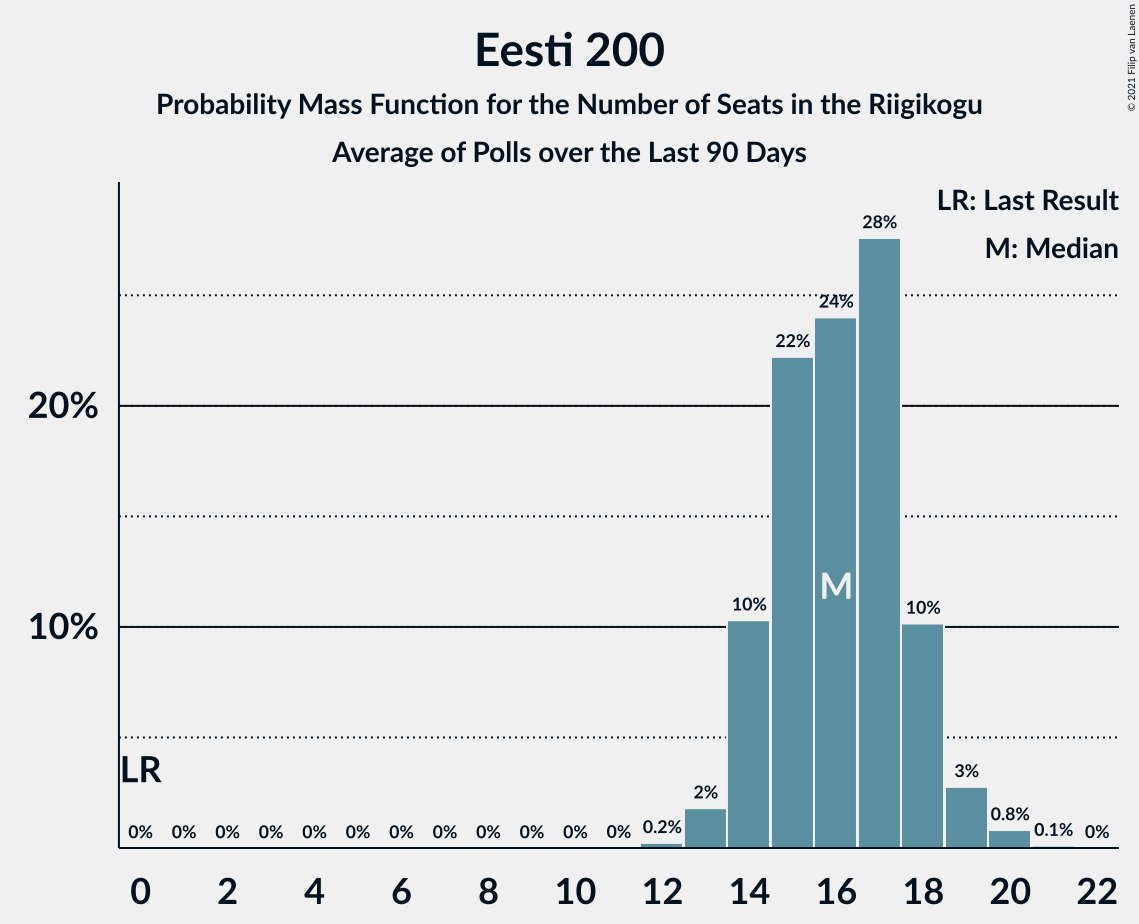 Eesti 200
Probability Mass Function for the Number of Seats in the Riigikogu
Average of Polls over the Last 90 Days
© 2021 Filip van Laenen
LR: Last Result
M: Median
28%
24%
22%
20%
M
10%
10%
10%
LR
3%
2%
0.8%
0% 0% 0% 0% 0% 0% 0% 0% 0% 0% 0% 0% 0.2% 0.1% 0%
0 2 4 6 8 10 12 14 16 18 20 22